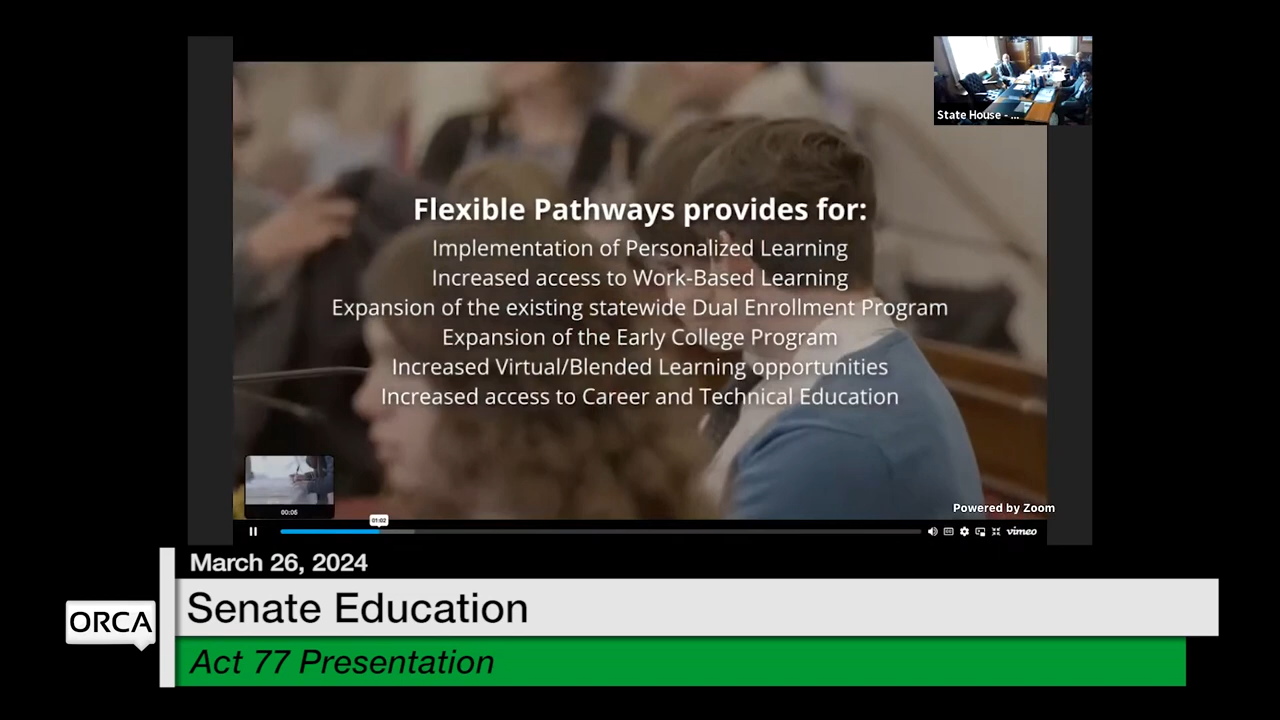 State House - ...
Flexible Pathways provides for:
Implementation of Personalized Learning
Increased access to Work-Based Learning
Expansion of the existing statewide Dual Enrollment Program
Expansion of the Early College Program
Increased Virtual/Blended Learning opportunities
Increased access to Career and Technical Education
00:05
Powered by Zoom
01:02
vimeo
March 26, 2024
Senate Education
ORCA
Act 77 Presentation